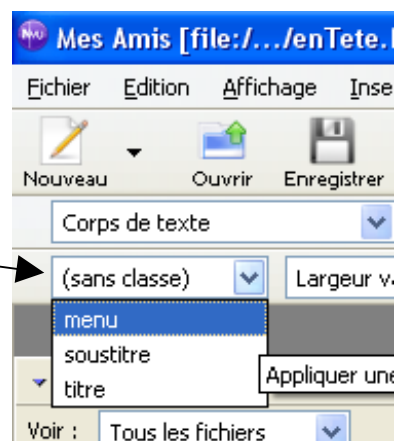 Mes Amis [file:/.../enTete.
Fichier Edition Affichage Inse
Nouveau Ouvrir Enregistrer
Corps de texte
(sans classe) Largeur va
menu
soustitre
titre
Appliquer une
Voir : Tous les fichiers